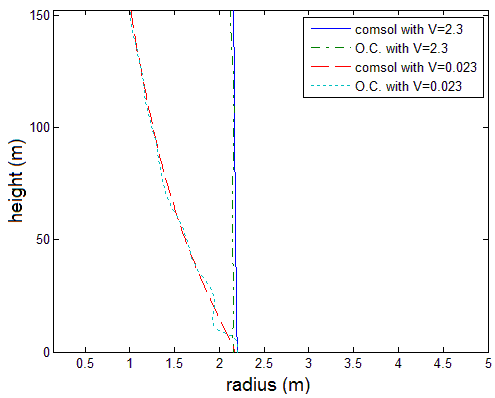 150
100
50
0
height (m)
comsol with V=2.3
O.C. with V=2.3
comsol with V=0.023
O.C. with V=0.023
0.5 1 1.5 2 2.5 3 3.5 4 4.5 5
radius (m)